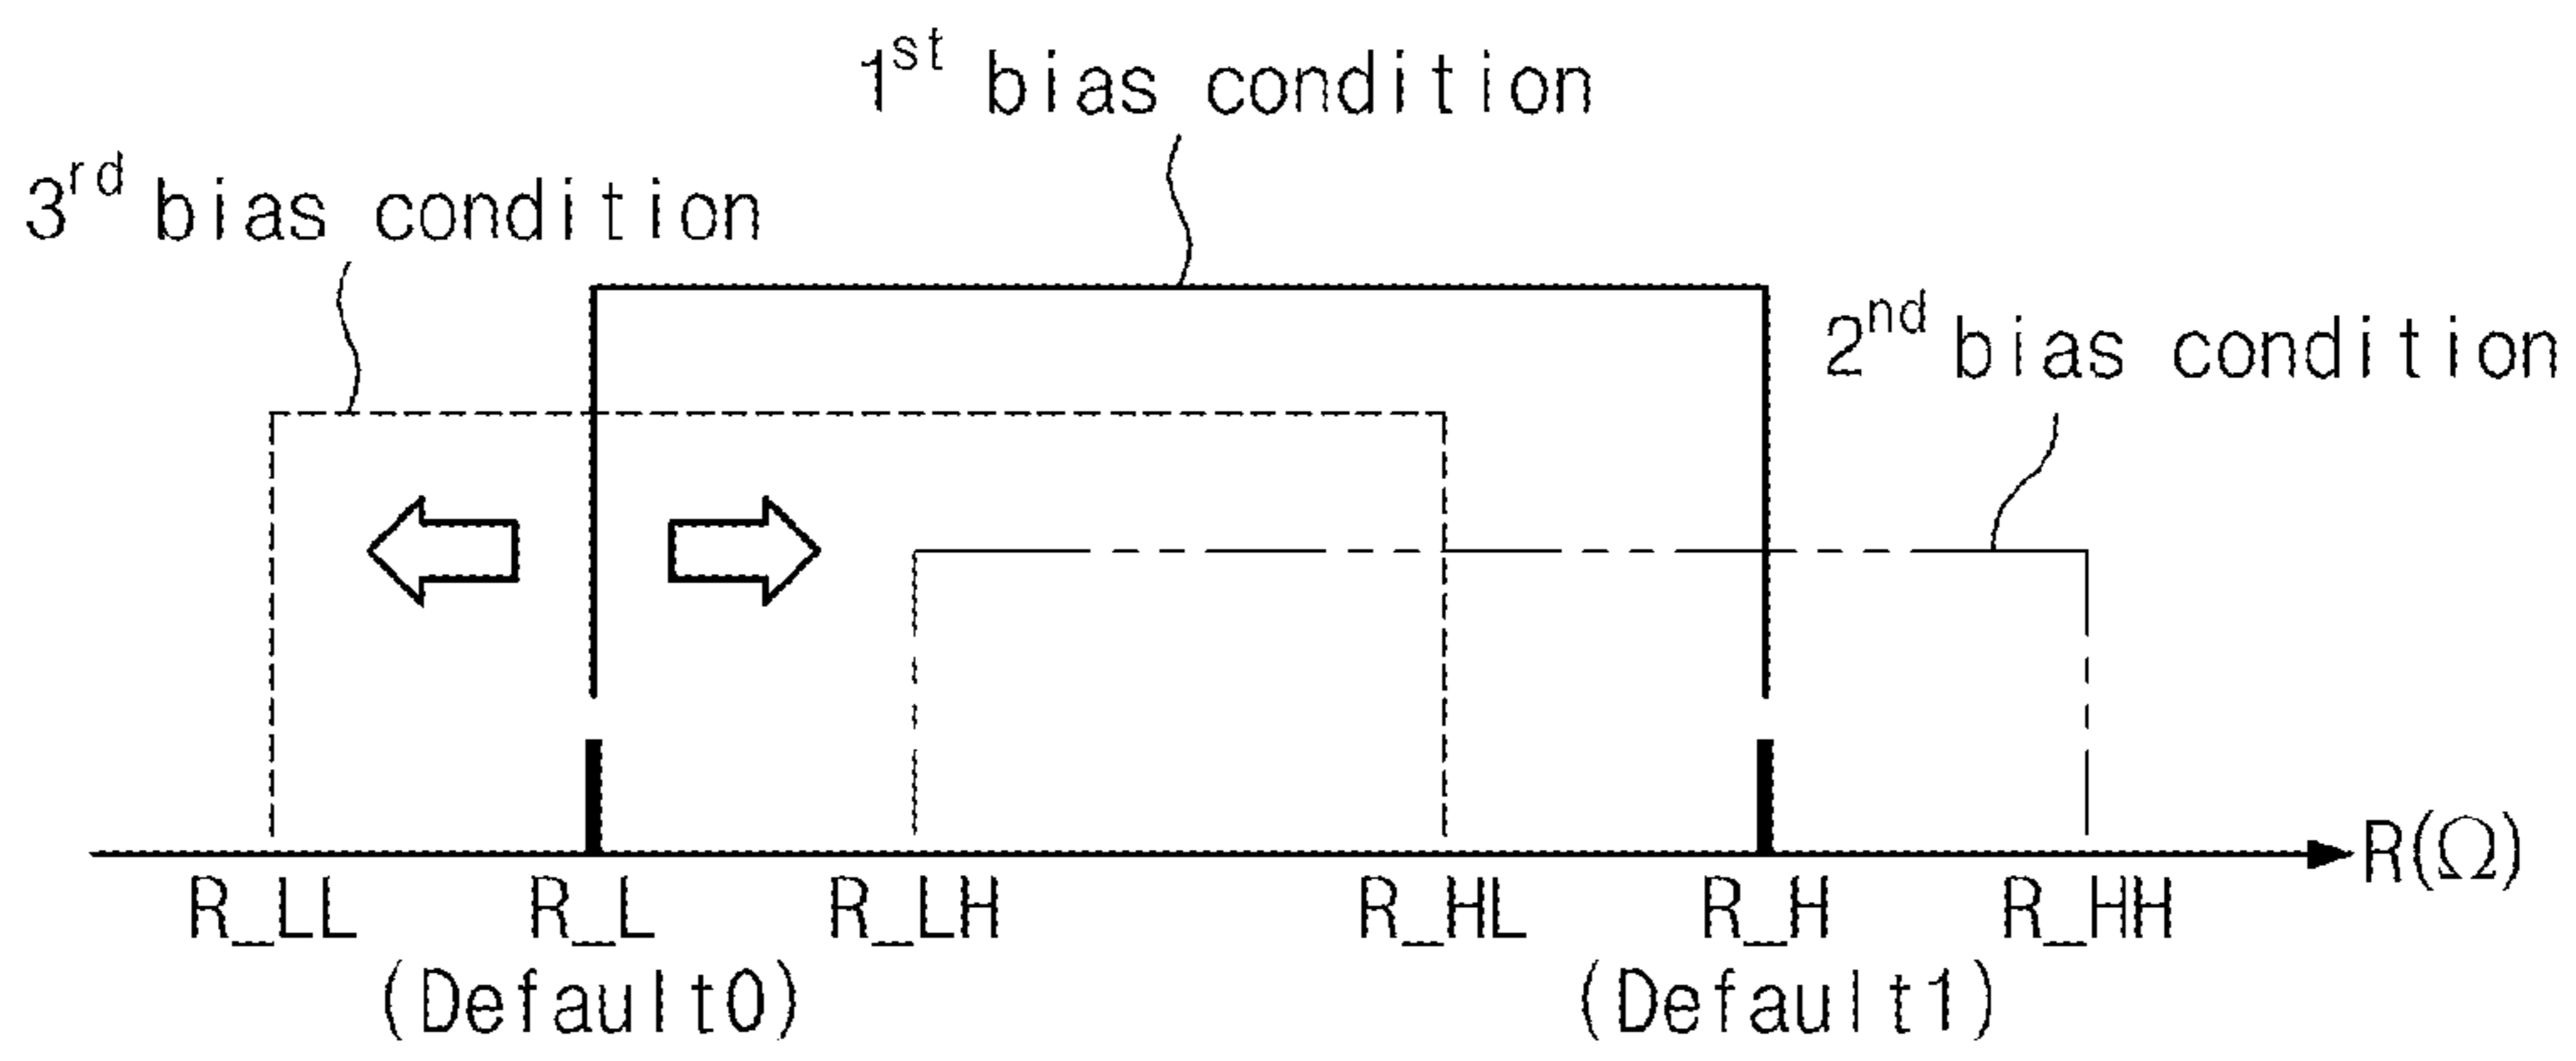 1st bias condition
3rd bias condition
2nd bias condition
R(Ω)
R_LL R_L R_LH R_HL R_H R_HH
(Default0) (Default1)